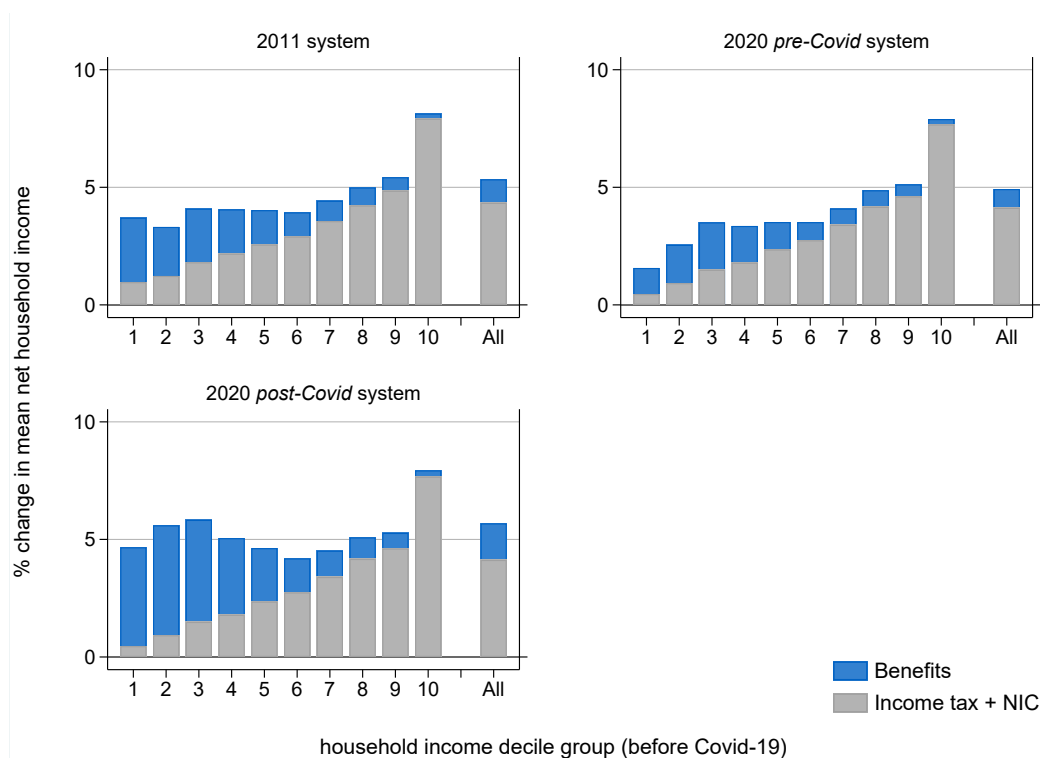 2011 system
2020 pre-Covid system
10
5
0
1 2 3 4 5 6 7 8 9 10 All
10
5
0
1 2 3 4 5 6 7 8 9 10 All
2020 post-Covid system
10
5
0
1 2 3 4 5 6 7 8 9 10 All
% change in mean net household income
Benefits
Income tax + NIC
household income decile group (before Covid-19)